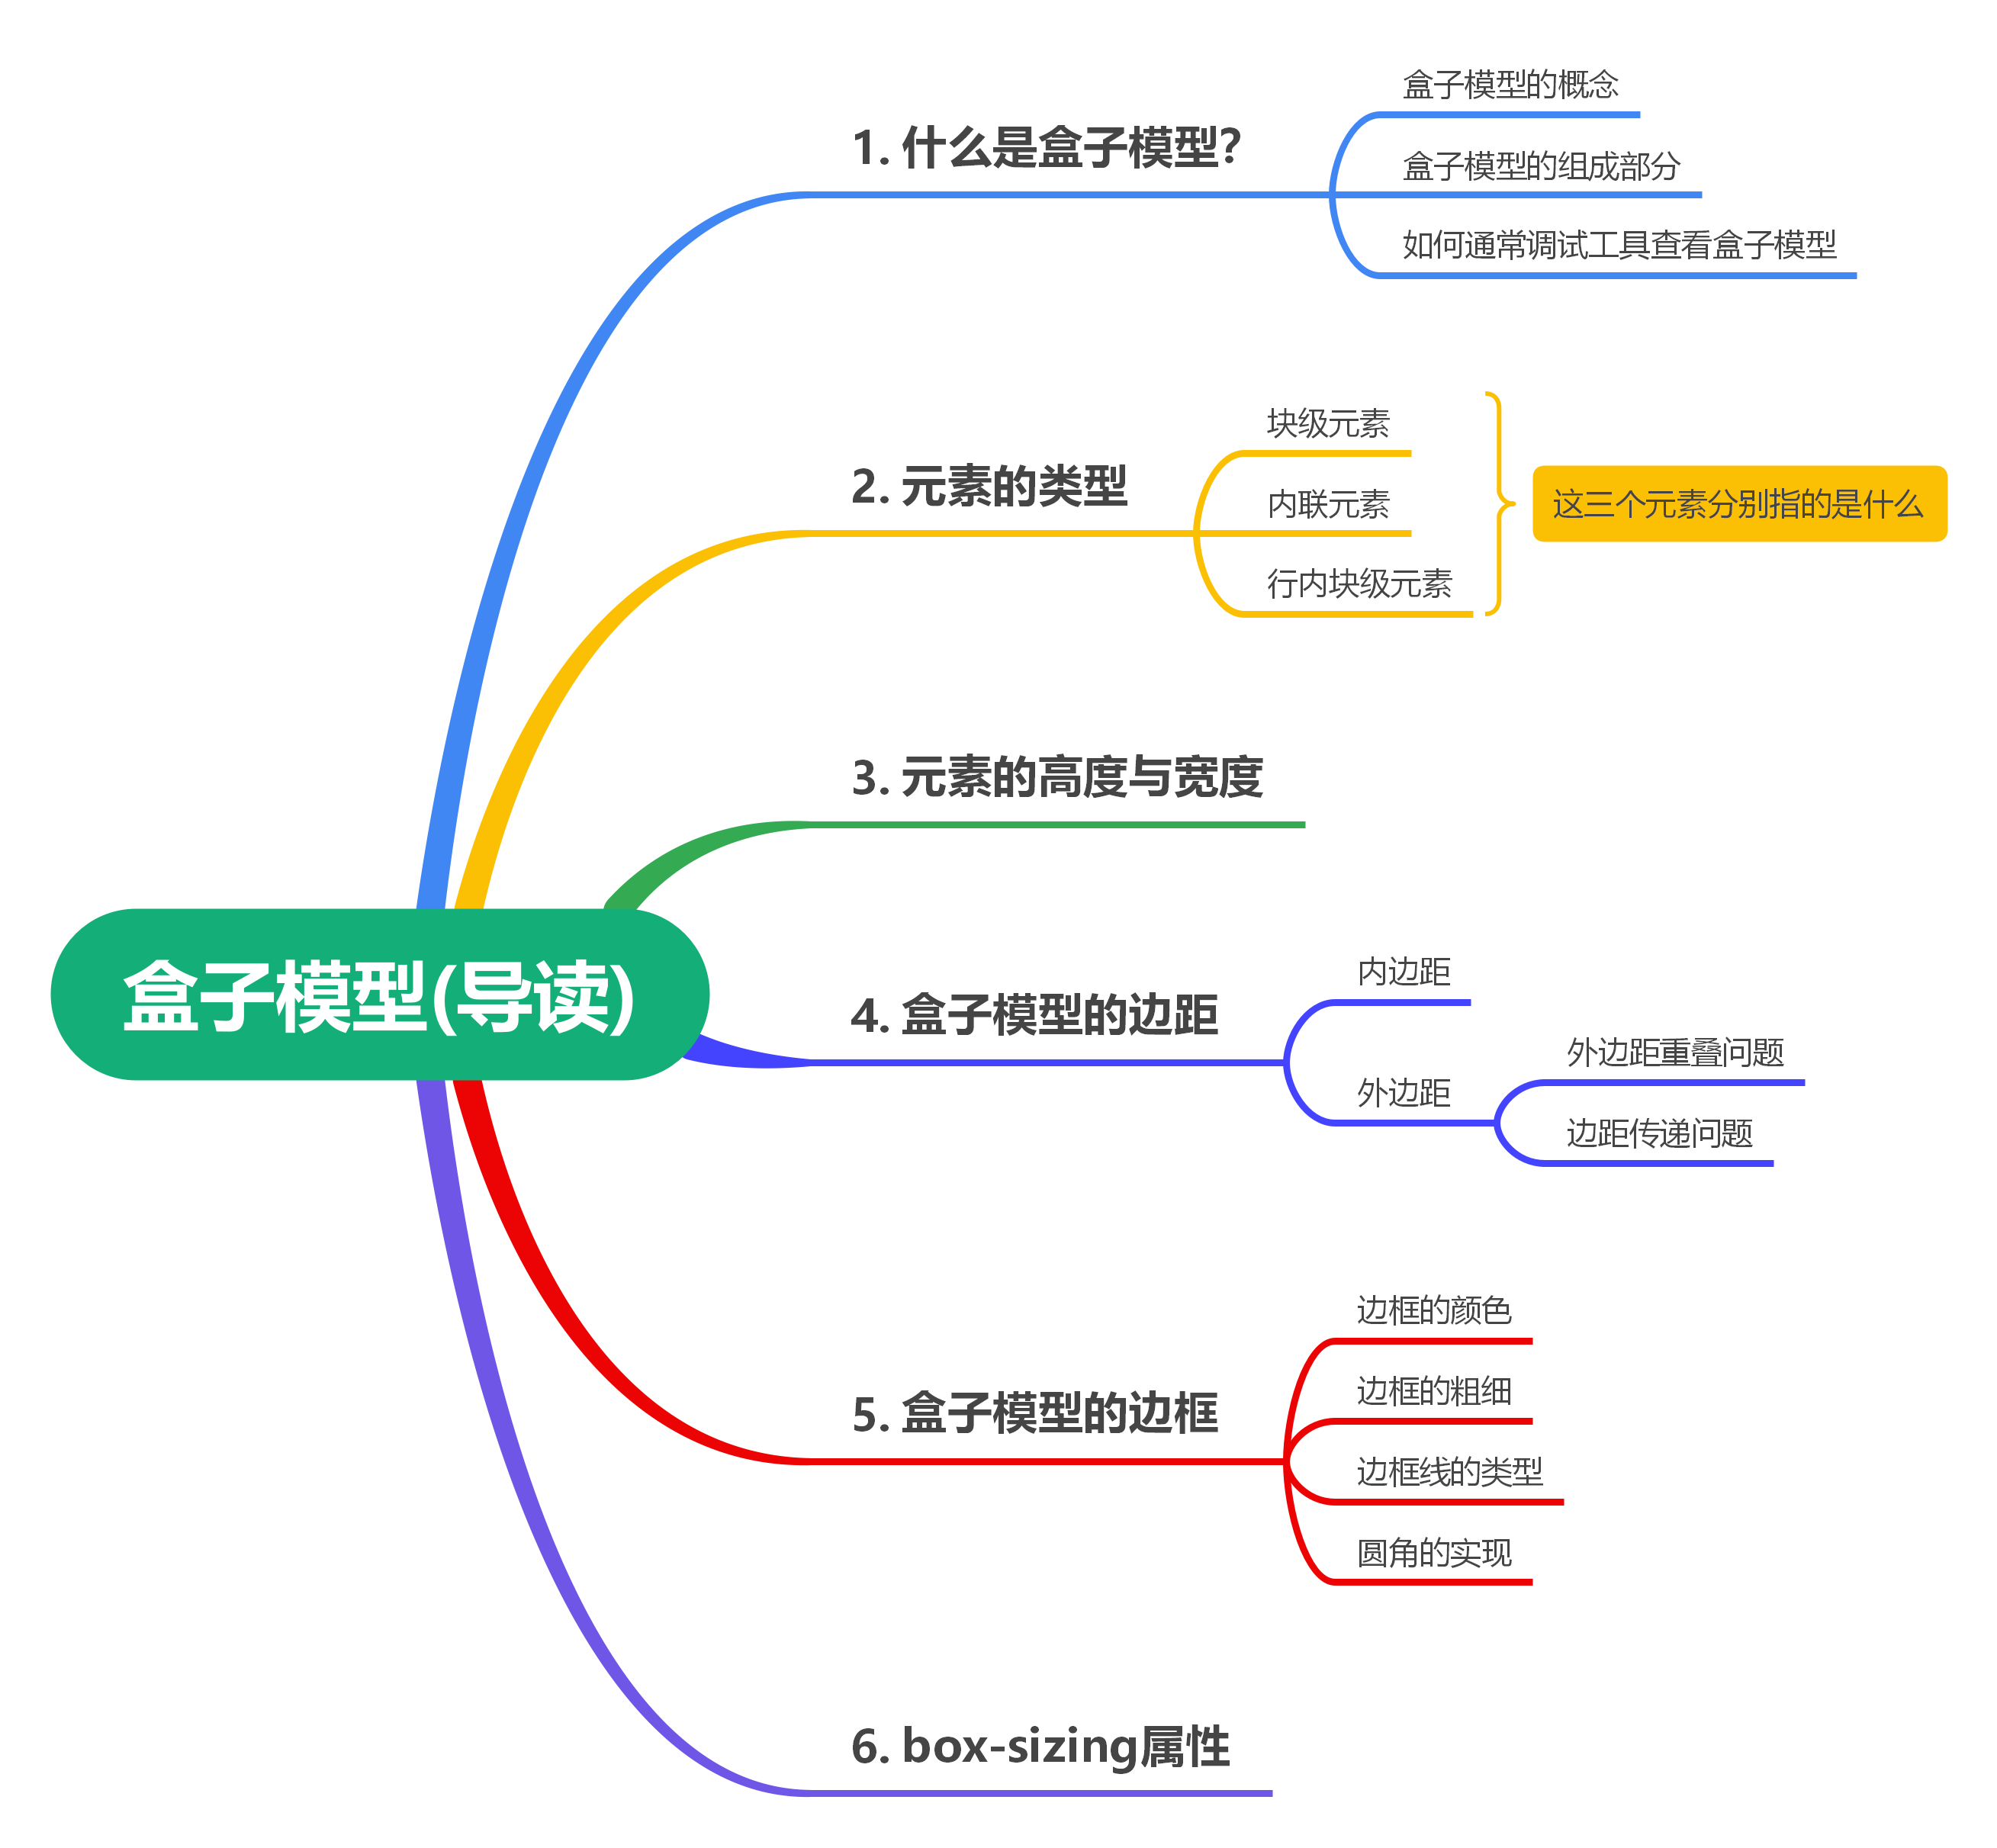 盒子模型(导读)
1. 什么是盒子模型?
盒子模型的概念
盒子模型的组成部分
如何通常调试工具查看盒子模型
2. 元素的类型
块级元素
内联元素
行内块级元素
这三个元素分别指的是什么
3. 元素的高度与宽度
4. 盒子模型的边距
内边距
外边距
外边距重叠问题
边距传递问题
5. 盒子模型的边框
边框的颜色
边框的粗细
边框线的类型
圆角的实现
6. box-sizing属性